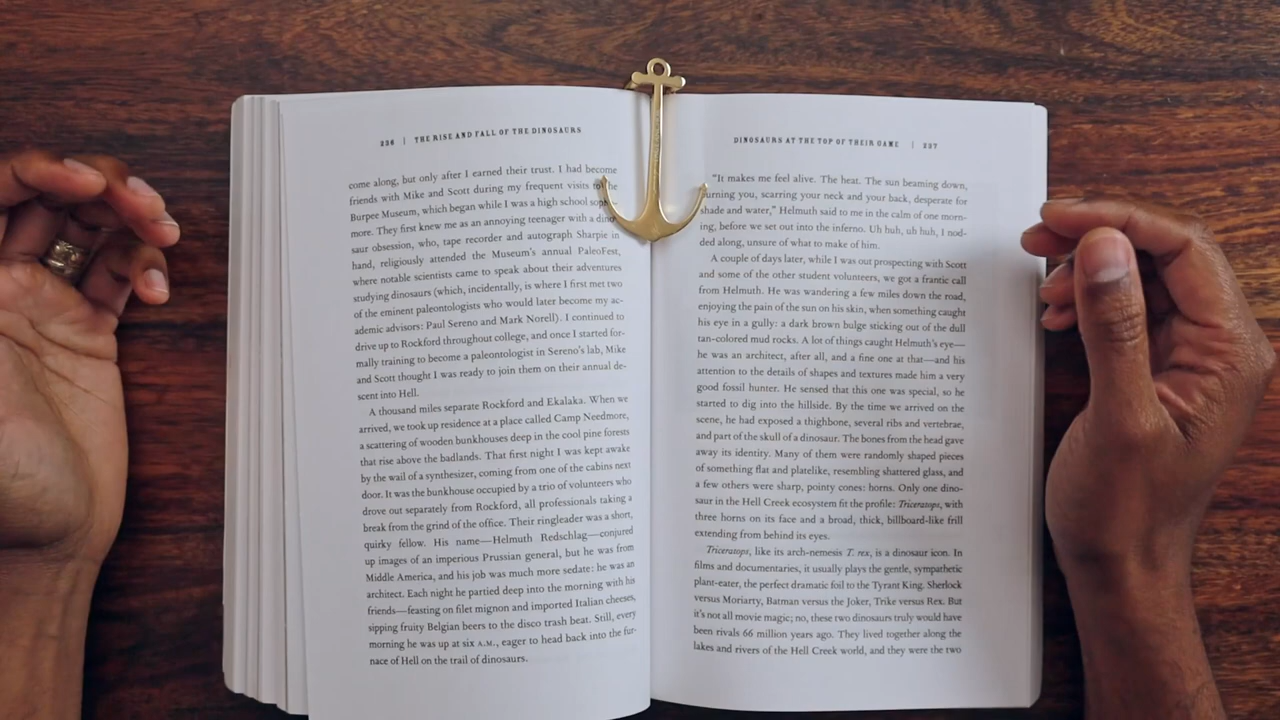 236 | THE RISE AND FALL OF THE DINOSAURS
come along, but only after I earned their trust. I had become
friends with Mike and Scott during my frequent visits to the
Burpee Museum, which began while I was a high school
more. They first knew me as an annoying teenager with a
saur obsession, who, tape recorder and autograph Sharpie in
hand, religiously attended the Museum's annual PaleoFest,
where notable scientists came to speak about their adventures
studying dinosaurs (which, incidentally, is where I first met two
of the eminent paleontologists who would later become my ac-
ademic advisors: Paul Sereno and Mark Norell). I continued to
drive up to Rockford throughout college, and once I started for-
mally training to become a paleontologist in Sereno's lab, Mike
and Scott thought I was ready to join them on their annual de-
scent into Hell.
A thousand miles separate Rockford and Ekalaka. When we
arrived, we took up residence at a place called Camp Needmore,
a scattering of wooden bunkhouses deep in the cool pine forests
that rise above the badlands. That first night I was kept awake
by the wail of a synthesizer, coming from one of the cabins next
door. It was the bunkhouse occupied by a trio of volunteers who
drove out separately from Rockford, all professionals taking a
break from the grind of the office. Their ringleader was a short,
quirky fellow. His name—Helmuth Redschlag—conjured
up images of an imperious Prussian general, but he was from
Middle America, and his job was much more sedate: he was an
architect. Each night he partied deep into the morning with his
friends—feasting on filet mignon and imported Italian cheeses,
sipping fruity Belgian beers to the disco trash beat. Still, every
morning he was up at six A.M., eager to head back into the fur-
nace of Hell on the trail of dinosaurs.
DINOSAURS AT THE TOP OF THEIR GAME | 237
"It makes me feel alive. The heat. The sun beaming down,
burning you, scarring your neck and your back, desperate for
shade and water," Helmuth said to me in the calm of one morn-
ing, before we set out into the inferno. Uh huh, uh huh, I nod-
ded along, unsure of what to make of him.
A couple of days later, while I was out prospecting with Scott
and some of the other student volunteers, we got a frantic call
from Helmuth. He was wandering a few miles down the road,
enjoying the pain of the sun on his skin, when something caught
his eye in a gully: a dark brown bulge sticking out of the dull
tan-colored mud rocks. A lot of things caught Helmuth's eye—
he was an architect, after all, and a fine one at that—and his
attention to the details of shapes and textures made him a very
good fossil hunter. He sensed that this one was special, so he
started to dig into the hillside. By the time we arrived on the
scene, he had exposed a thighbone, several ribs and vertebrae,
and part of the skull of a dinosaur. The bones from the head gave
away its identity. Many of them were randomly shaped pieces
of something flat and platelike, resembling shattered glass, and
a few others were sharp, pointy cones: horns. Only one dino-
saur in the Hell Creek ecosystem fit the profile: Triceratops, with
three horns on its face and a broad, thick, billboard-like frill
extending from behind its eyes.
Triceratops, like its arch-nemesis T. rex, is a dinosaur icon. In
films and documentaries, it usually plays the gentle, sympathetic
plant-eater, the perfect dramatic foil to the Tyrant King. Sherlock
versus Moriarty, Batman versus the Joker, Trike versus Rex. But
it's not all movie magic; no, these two dinosaurs truly would have
been rivals 66 million years ago. They lived together along the
lakes and rivers of the Hell Creek world, and they were the two